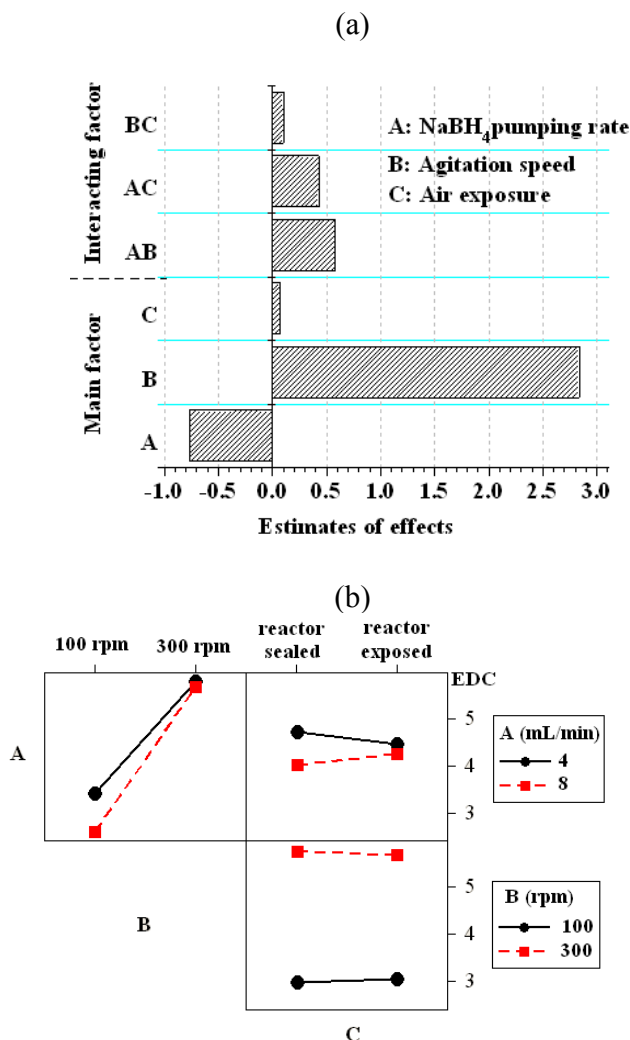 (a)
Interacting factor
Main factor
BC
AC
AB
C
B
A
A: NaBH4pumping rate
B: Agitation speed
C: Air exposure
-1.0 -0.5 0.0 0.5 1.0 1.5 2.0 2.5 3.0
Estimates of effects
(b)
100 rpm 300 rpm
reactor sealed
reactor exposed
EDC
A
5
4
3
A (mL/min)
4
8
B
5
4
3
B (rpm)
100
300
C